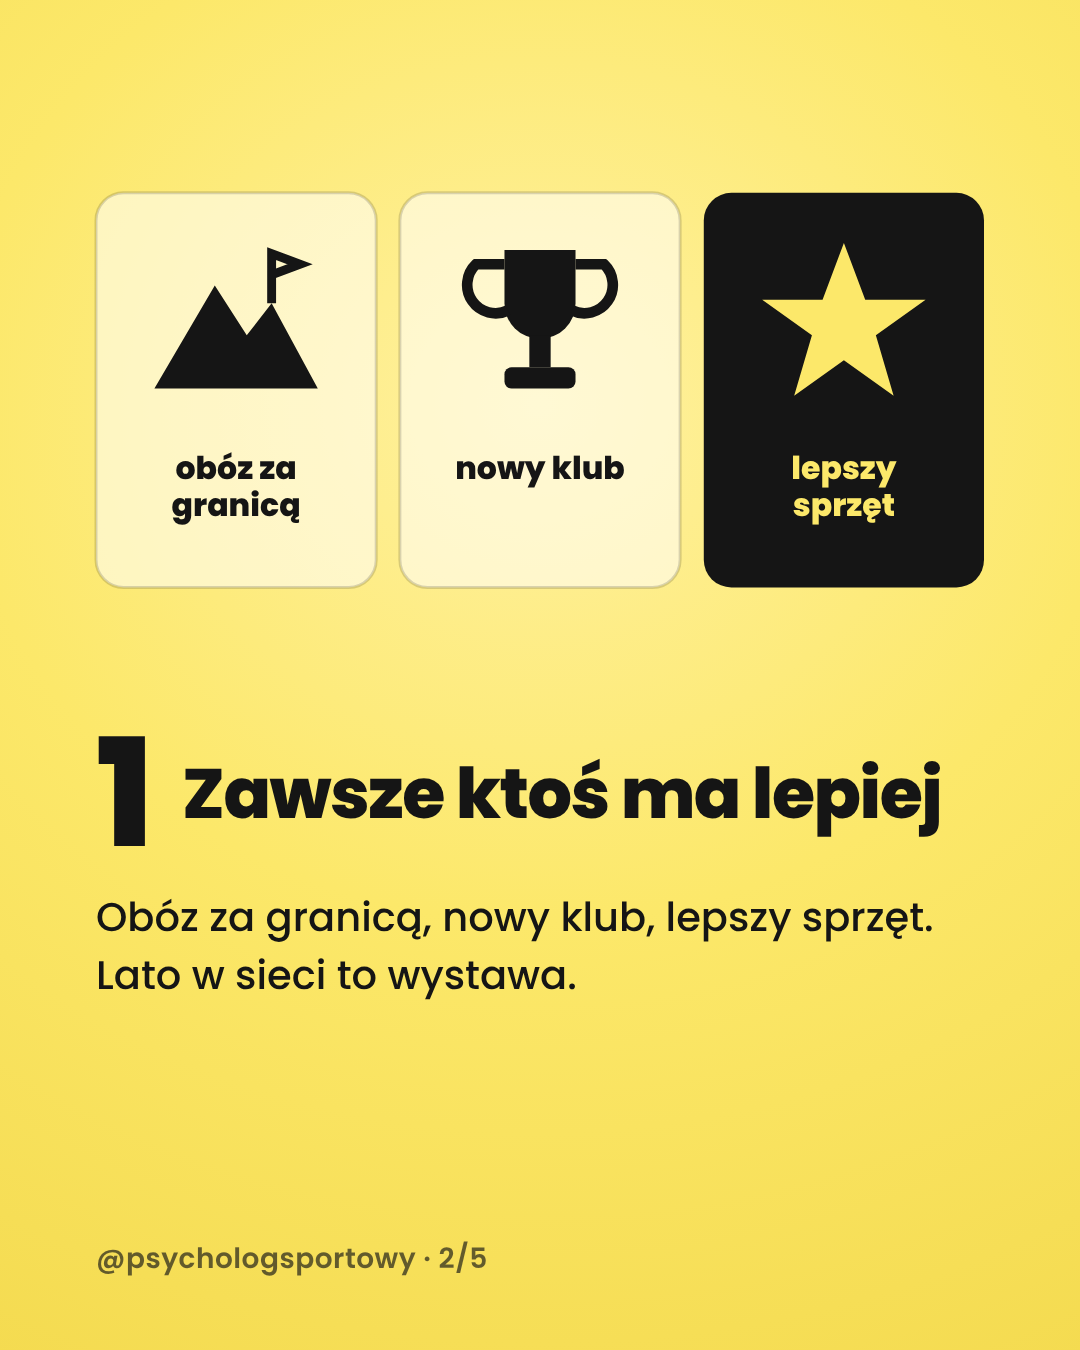 obóz za
granicą
nowy klub
lepszy
sprzęt
1 Zawsze ktoś ma lepiej
Obóz za granicą, nowy klub, lepszy sprzęt.
Lato w sieci to wystawa.
@psychologsportowy · 2/5